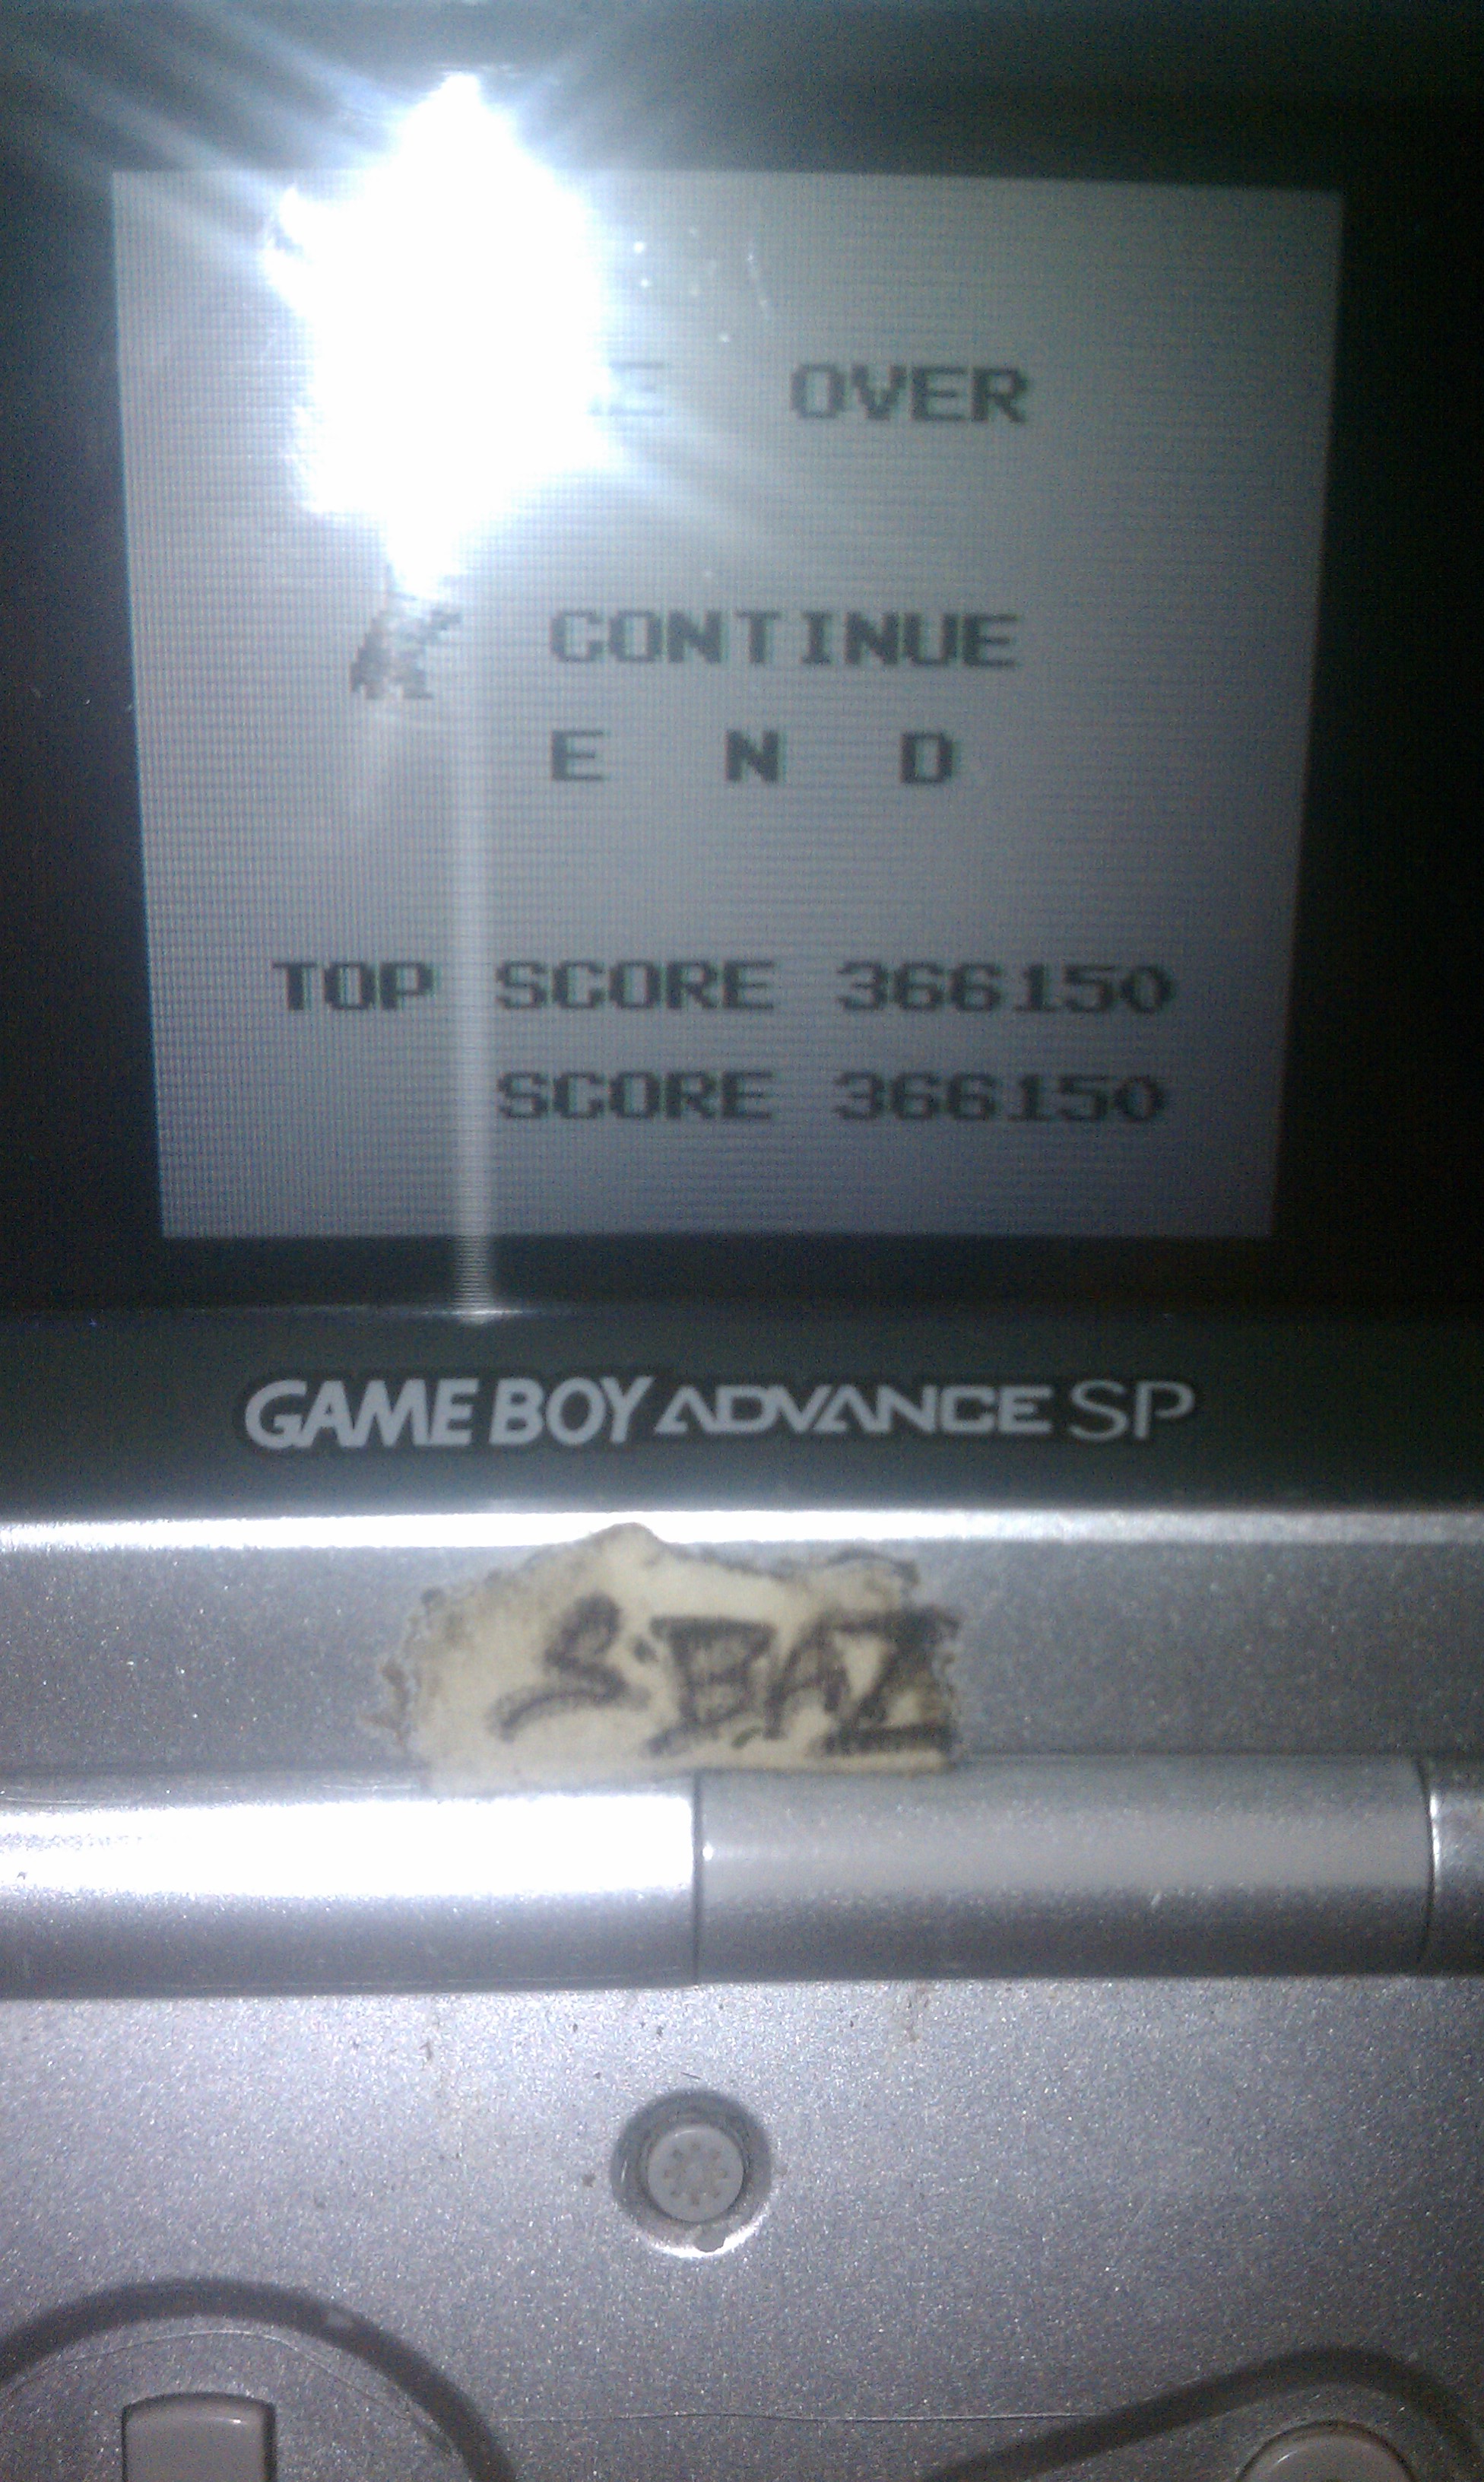 OVER
CONTINUE
E N D
TOP SCORE 366150
SCORE 366150
GAME BOY ADVANCE SP
S.BAZ